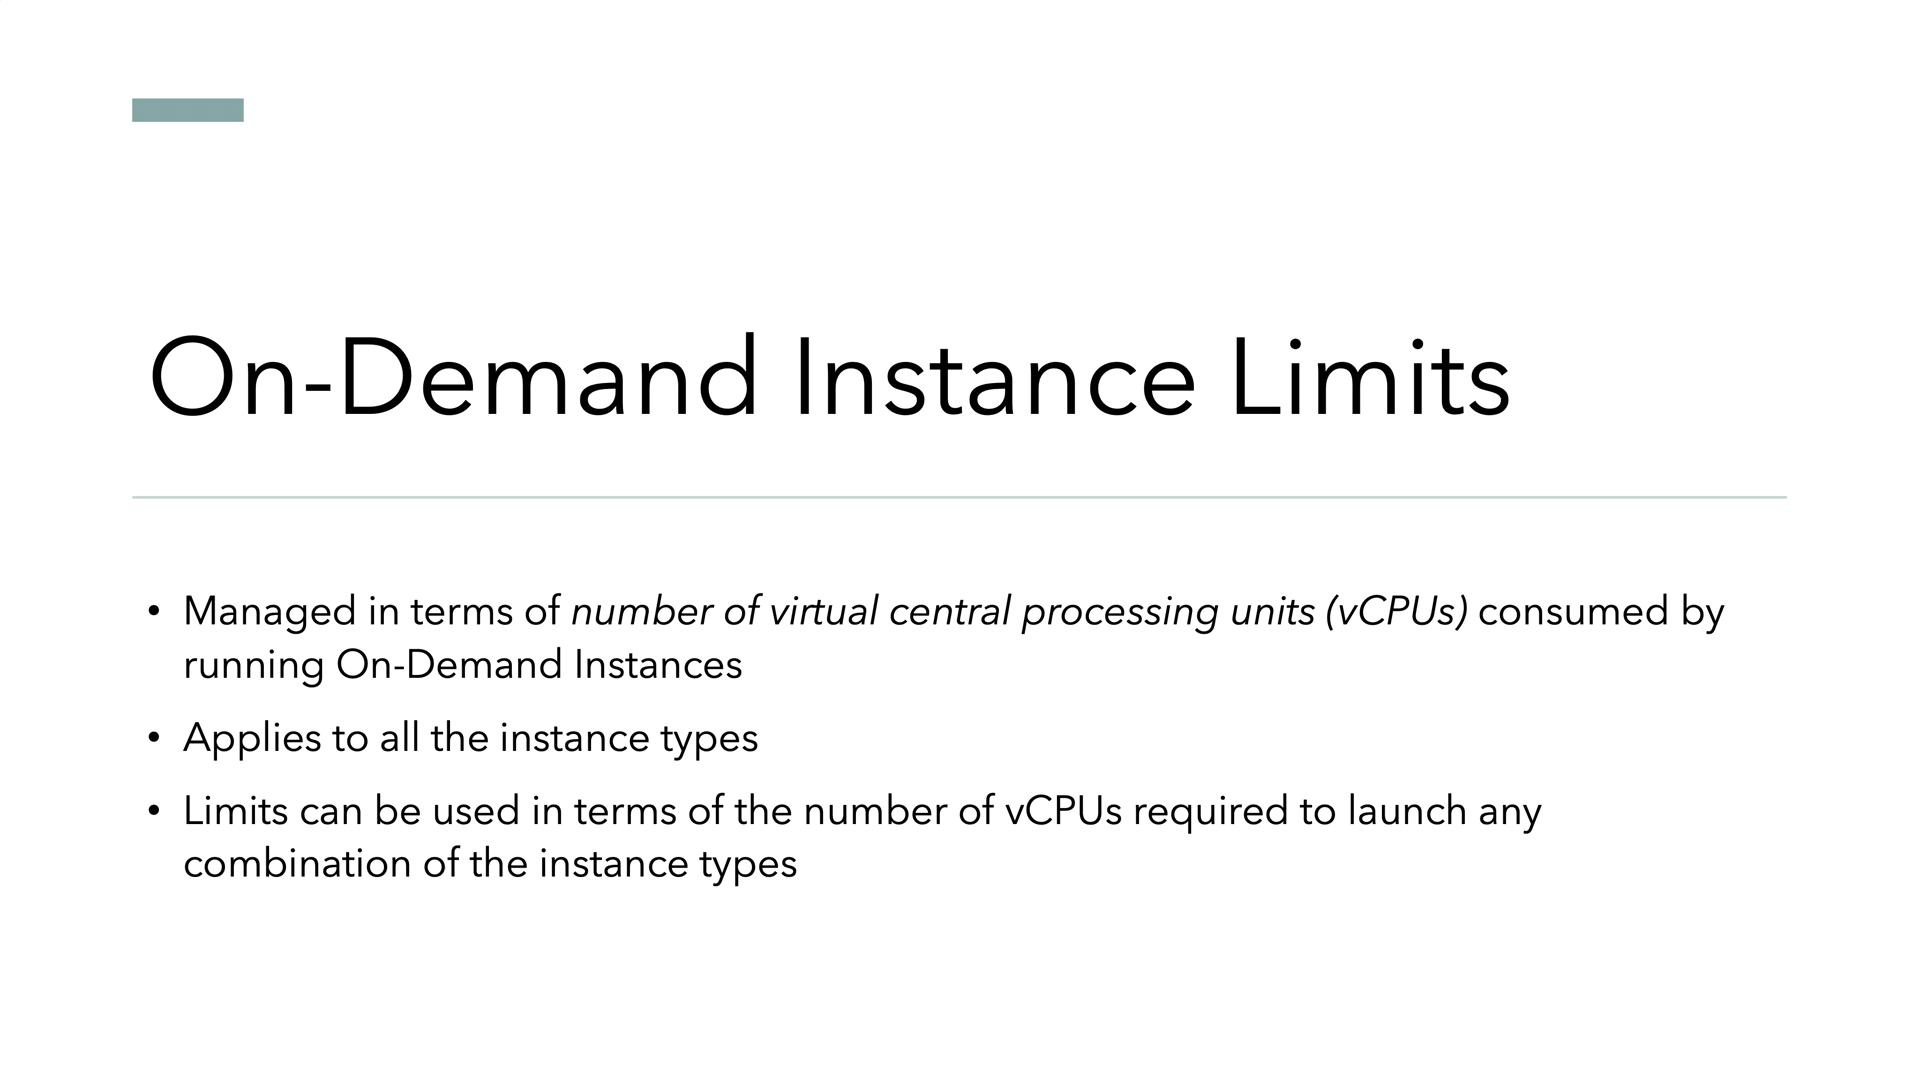 On-Demand Instance Limits
• Managed in terms of number of virtual central processing units (vCPUs) consumed by
running On-Demand Instances
• Applies to all the instance types
• Limits can be used in terms of the number of vCPUs required to launch any
combination of the instance types